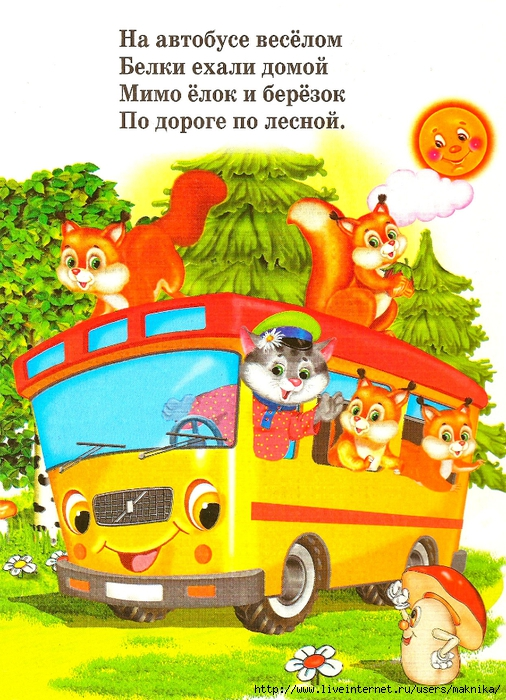 На автобусе весёлом
Белки ехали домой
Мимо ёлок и берёзок
По дороге по лесной.
http://www.liveinternet.ru/users/maknika/